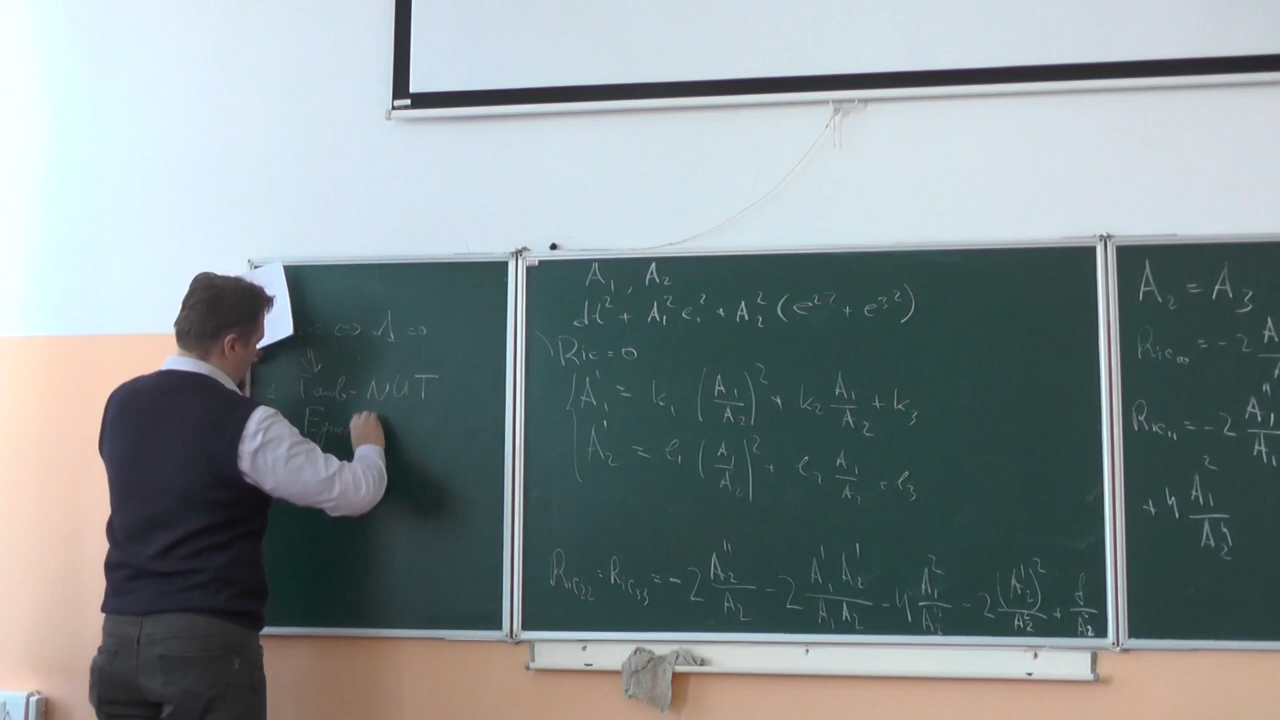 ⇔ Λ=0
Taub-NUT
A₁, A₂
dt² + A₁² e₁² + A₂² (e²² + e³²)
Ric=0
A₁' = k₁ (A₁/A₂)² + k₂ A₁/A₂ + k₃
A₂' = l₁ (A₁/A₂)² + l₂ A₁/A₂ + l₃
Ric₂₂ = Ric₃₃ = -2 A₂''/A₂ - 2 A₁'A₂'/A₁A₂ - 4 A₁²/A₂⁴ - 2 (A₂')²/A₂² + 8/A₂²
A₂ = A₃
Ric₀₀ = -2
Ric₁₁ = -2 A₁''/A₁
+ 4 A₁²/A₂⁴